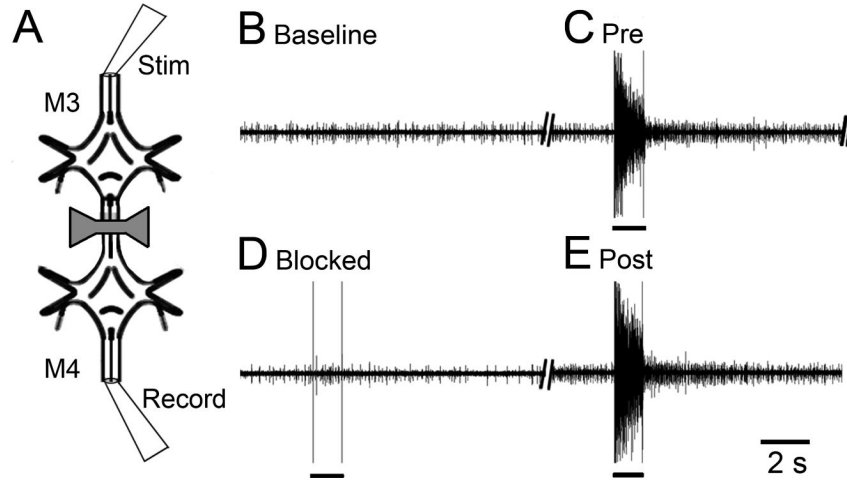 A
Stim
M3
M4
Record
B Baseline
C Pre
D Blocked
E Post
2 s